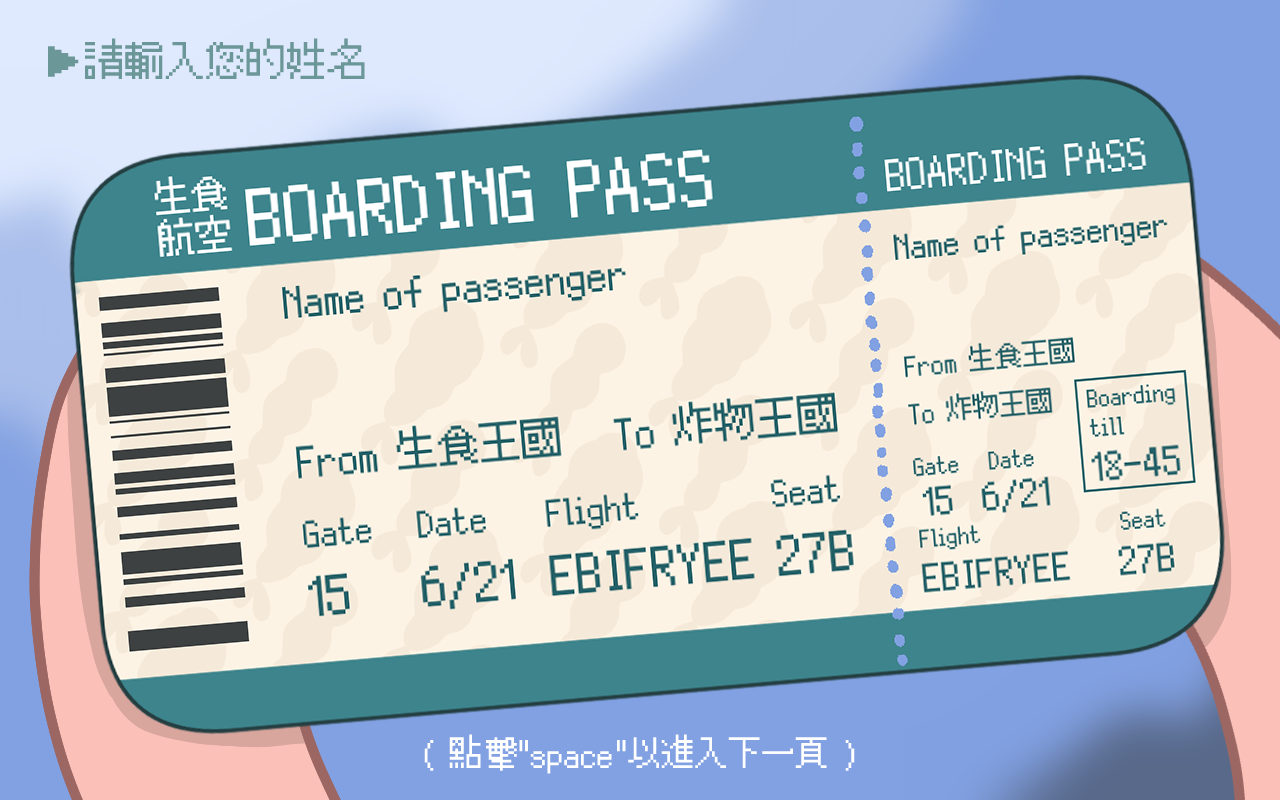 ▶請輸入您的姓名
生食
航空
BOARDING PASS
Name of passenger
From 生食王國 To 炸物王國
Gate Date Flight Seat
15 6/21 EBIFRYEE 27B
BOARDING PASS
Name of passenger
From 生食王國
To 炸物王國
Boarding
till
18-45
Gate Date
15 6/21
Flight Seat
EBIFRYEE 27B
( 點擊"space"以進入下一頁 )